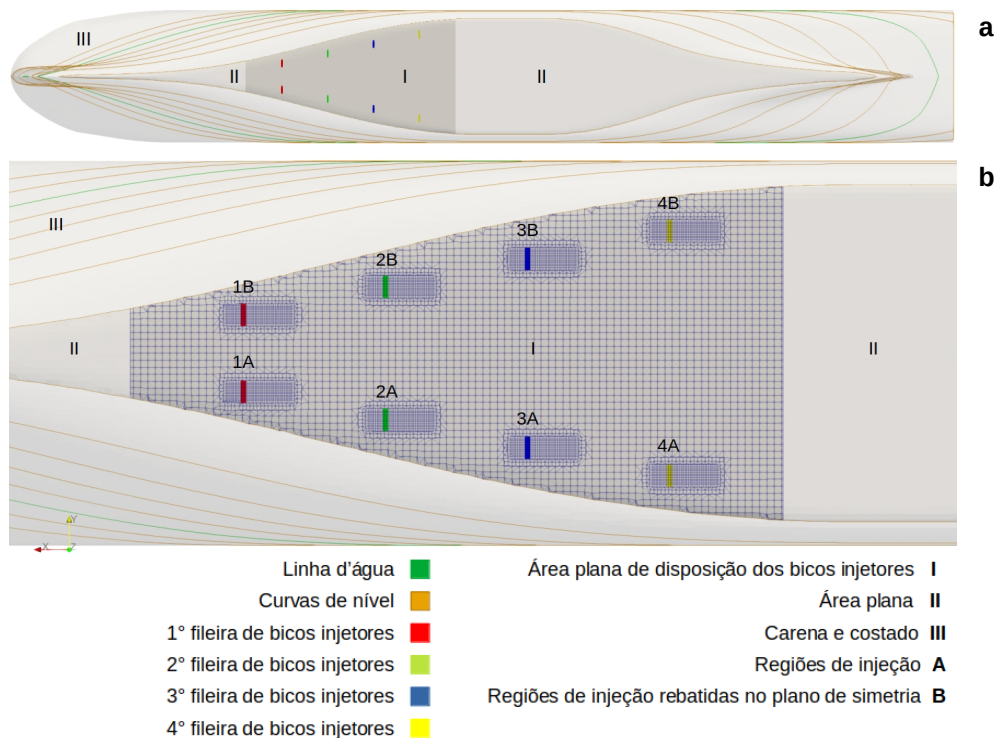 a
III
II
I
II
b
III
4B
3B
2B
1B
II
I
II
1A
2A
3A
4A
Y
X
Z
Linha d'água
Área plana de disposição dos bicos injetores I
Curvas de nível
Área plana II
1° fileira de bicos injetores
Carena e costado III
2° fileira de bicos injetores
Regiões de injeção A
3° fileira de bicos injetores
Regiões de injeção rebatidas no plano de simetria B
4° fileira de bicos injetores